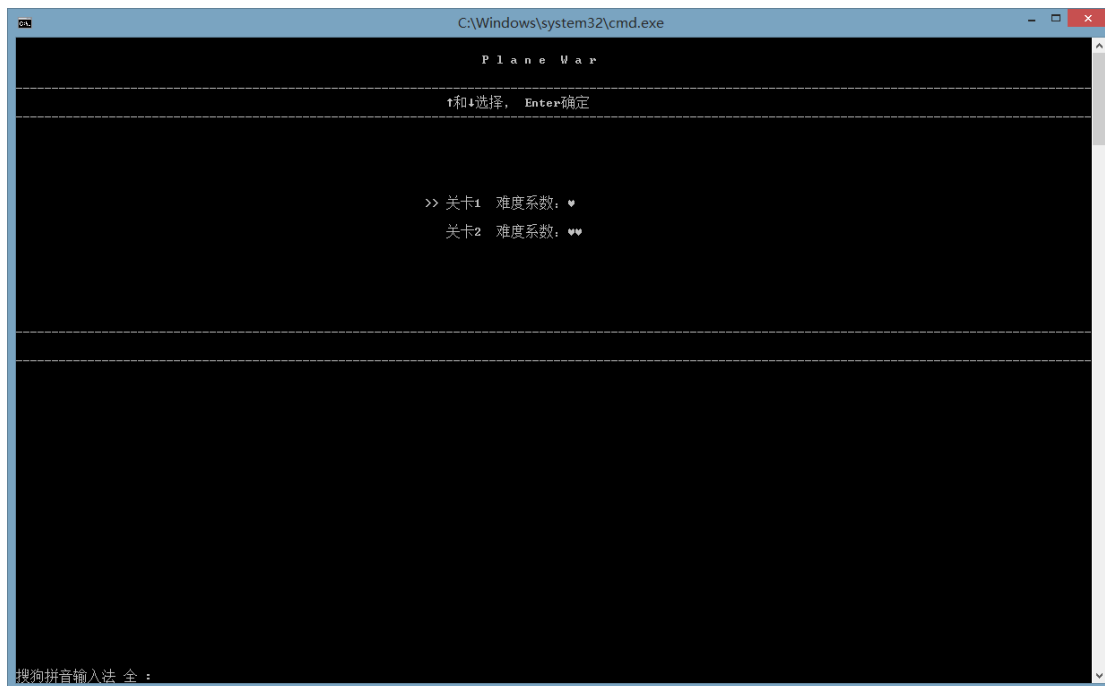 C:\Windows\system32\cmd.exe
P l a n e  W a r
↑和↓选择， Enter确定
>> 关卡1  难度系数：♥
关卡2  难度系数：♥♥
搜狗拼音输入法 全 ：